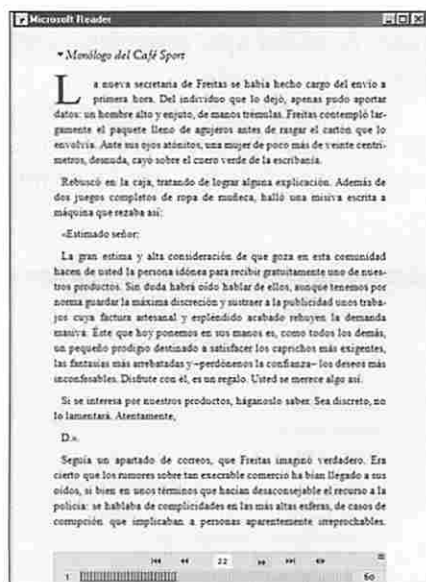 Microsoft Reader
Monólogo del Café Sport
La nueva secretaria de Freitas se había hecho cargo del envío a
primera hora. Del individuo que lo dejó, apenas pudo aportar
datos: un hombre alto y enjuto, de manos trémulas. Freitas contempló lar-
gamente el paquete lleno de agujeros antes de rasgar el cartón que lo
envolvía. Ante sus ojos atónitos, una mujer de poco más de veinte centí-
metros, desnuda, cayó sobre el cuero verde de la escribanía.
Rebuscó en la caja, tratando de lograr alguna explicación. Además de
dos juegos completos de ropa de muñeca, halló una misiva escrita a
máquina que rezaba así:
«Estimado señor:
La gran estima y alta consideración de que goza en esta comunidad
hacen de usted la persona idónea para recibir gratuitamente uno de nues-
tros productos. Sin duda habrá oído hablar de ellos, aunque tenemos por
norma guardar la máxima discreción y sustraer a la publicidad unos traba-
jos cuya factura artesanal y espléndido acabado rehuyen la demanda
masiva. Éste que hoy ponemos en sus manos es, como todos los demás,
un pequeño prodigio destinado a satisfacer los caprichos más exigentes,
las fantasías más arrebatadas y –perdónenos la confianza– los deseos más
inconfesables. Disfrute con él, es un regalo. Usted se merece algo así.
Si se interesa por nuestros productos, háganoslo saber. Sea discreto, no
lo lamentará. Atentamente,
D.».
Seguía un apartado de correos, que Freitas imaginó verdadero. Era
cierto que los rumores sobre tan execrable comercio habían llegado a sus
oídos, si bien en unos términos que hacían desaconsejable el recurso a la
policía: se hablaba de complicidades en las más altas esferas, de casos de
corrupción que implicaban a personas aparentemente irreprochables.
22
1 60